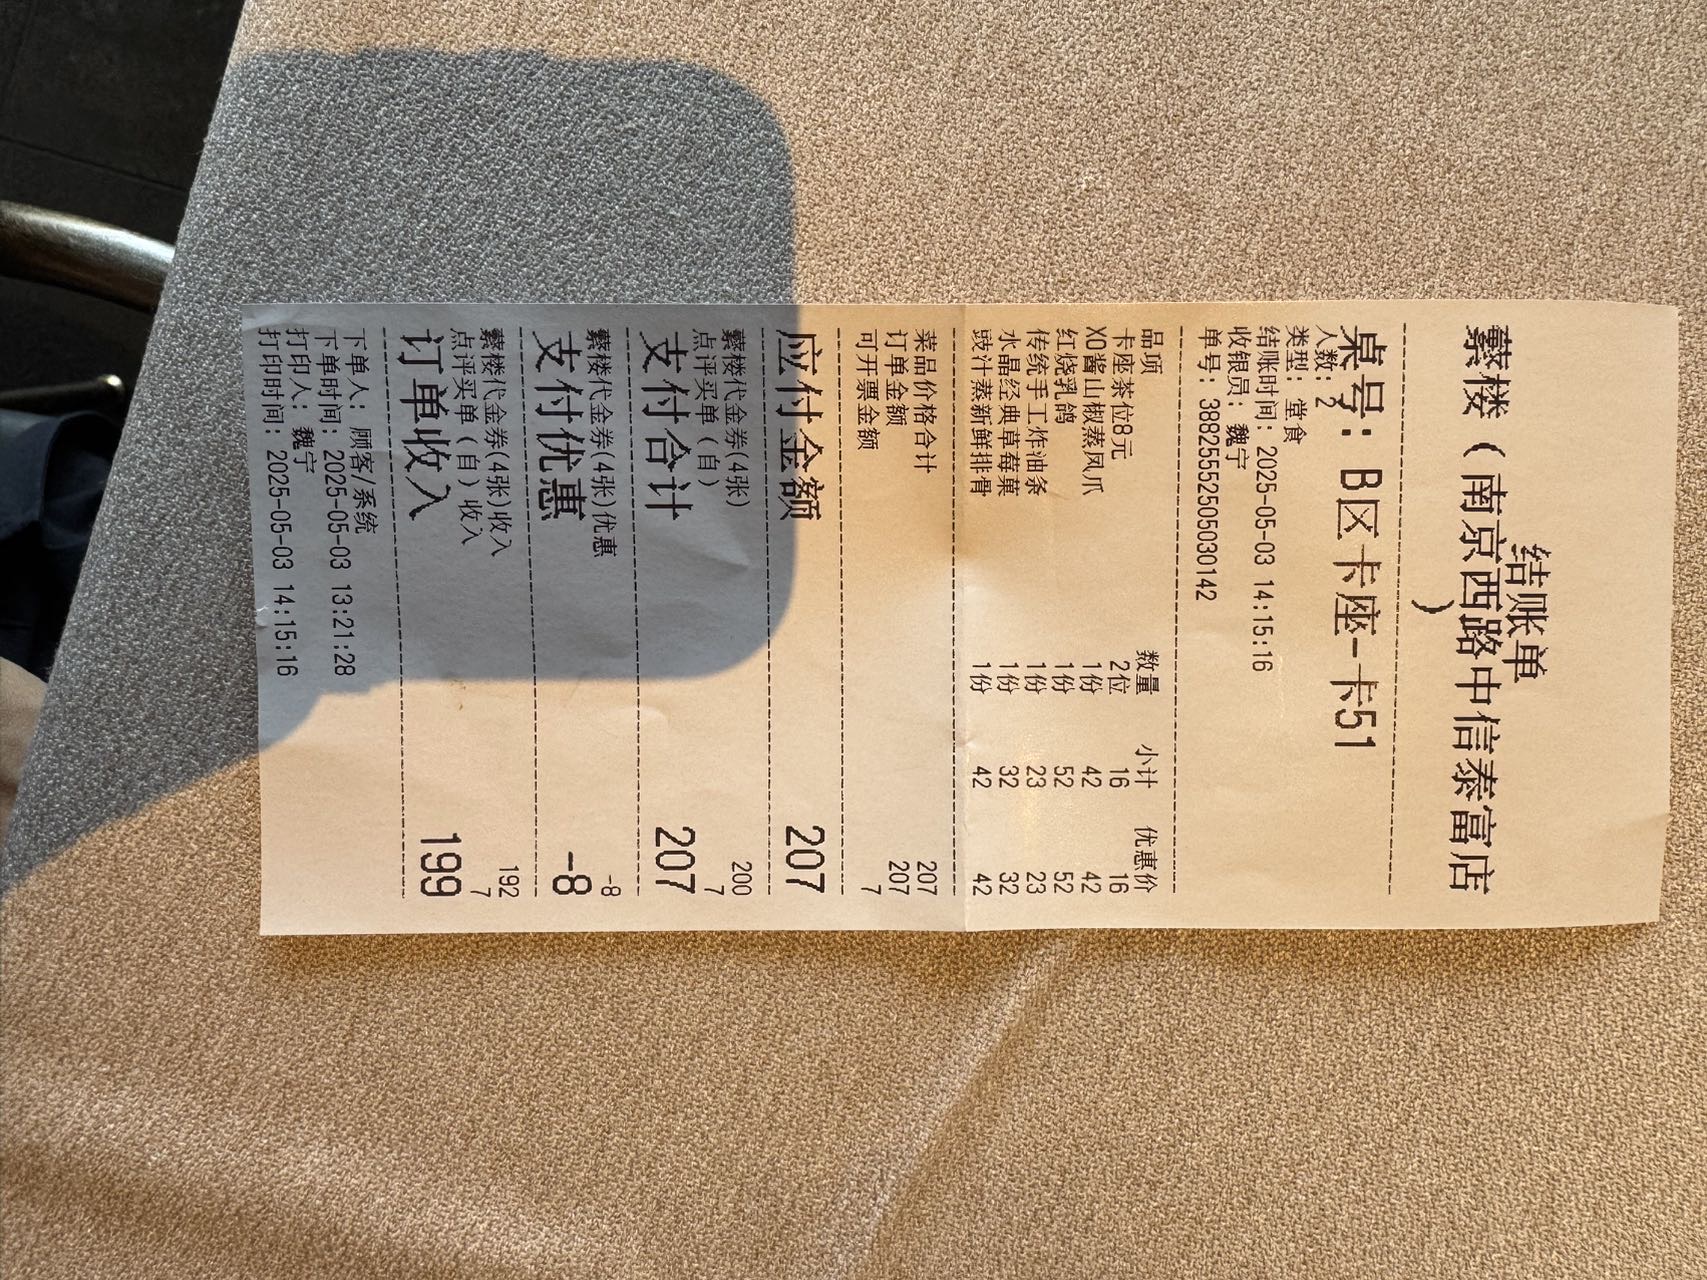 结账单
蘩楼（南京西路中信泰富店
）
桌号：B区卡座-卡51
人数：2
类型：堂食
结账时间：2025-05-03 14:15:16
收银员：魏宁
单号：3882555250503​0142
品项 数量 小计 优惠价
卡座茶位8元 2位 16 16
XO酱山椒蒸凤爪 1份 42 42
红烧乳鸽 1份 52 52
传统手工炸油条 1份 23 23
水晶经典草莓菓 1份 32 32
豉汁蒸新鲜排骨 1份 42 42
菜品价格合计 207
订单金额 207
可开票金额 7
应付金额 207
蘩楼代金券(4张) 200
点评买单（自） 7
支付合计 207
蘩楼代金券(4张)优惠 -8
支付优惠 -8
蘩楼代金券(4张)收入 192
点评买单（自）收入 7
订单收入 199
下单人：顾客/系统
下单时间：2025-05-03 13:21:28
打印人：魏宁
打印时间：2025-05-03 14:15:16